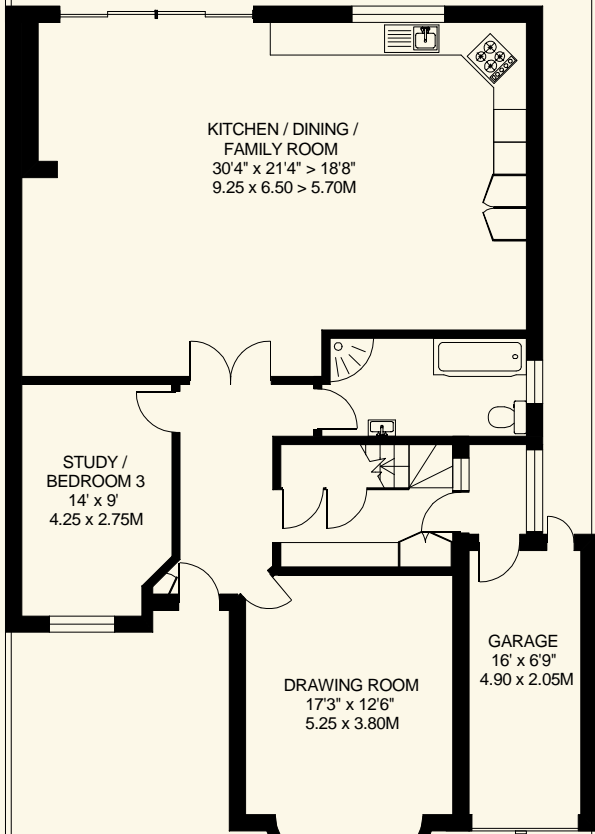 KITCHEN / DINING /
FAMILY ROOM
30'4" x 21'4" > 18'8"
9.25 x 6.50 > 5.70M
STUDY /
BEDROOM 3
14' x 9'
4.25 x 2.75M
GARAGE
16' x 6'9"
4.90 x 2.05M
DRAWING ROOM
17'3" x 12'6"
5.25 x 3.80M